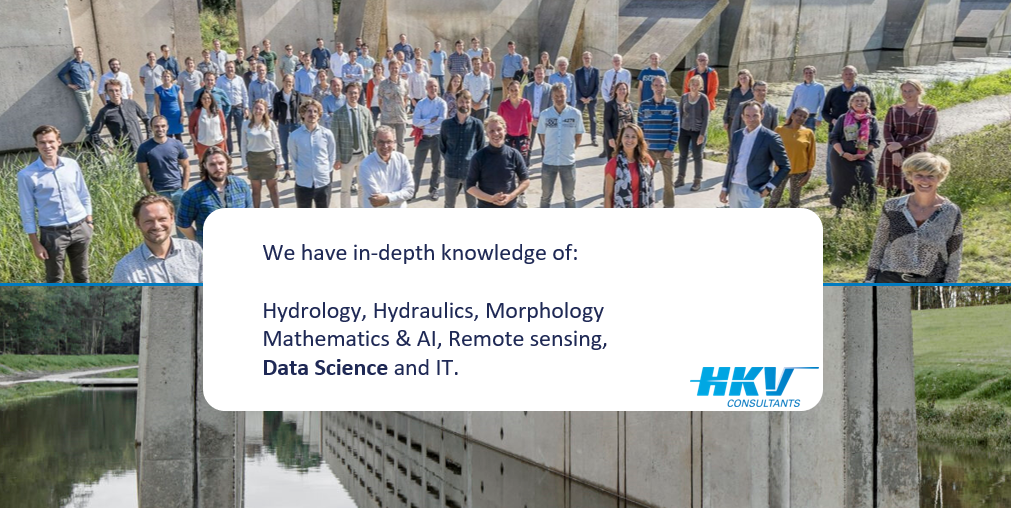 We have in-depth knowledge of:
Hydrology, Hydraulics, Morphology
Mathematics & AI, Remote sensing,
Data Science and IT.
HKV
CONSULTANTS